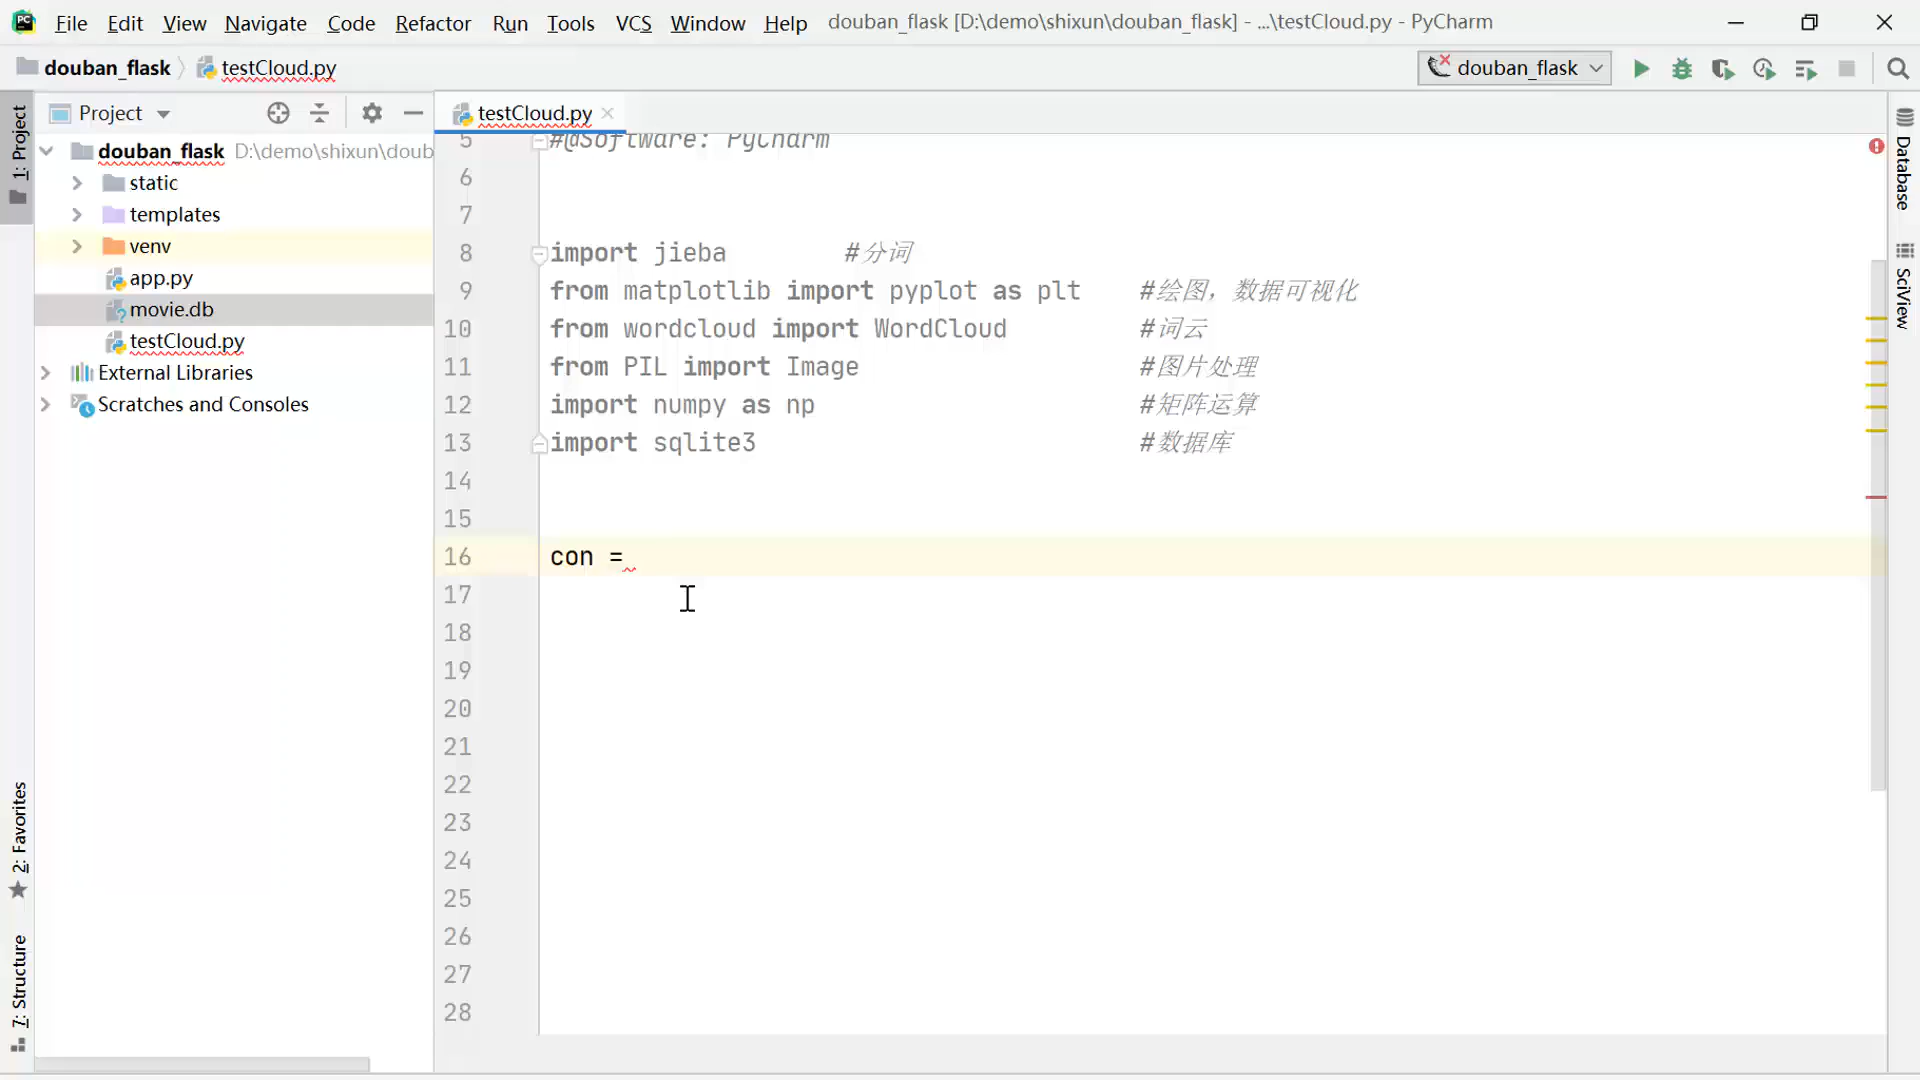 File Edit View Navigate Code Refactor Run Tools VCS Window Help douban_flask [D:\demo\shixun\douban_flask] - ...\testCloud.py - PyCharm
douban_flask testCloud.py douban_flask
1: Project
Project
testCloud.py
douban_flask D:\demo\shixun\doub
static
templates
venv
app.py
movie.db
testCloud.py
External Libraries
Scratches and Consoles
5 #@Software: PyCharm
6
7
8 import jieba #分词
9 from matplotlib import pyplot as plt #绘图，数据可视化
10 from wordcloud import WordCloud #词云
11 from PIL import Image #图片处理
12 import numpy as np #矩阵运算
13 import sqlite3 #数据库
14
15
16 con =
17
18
19
20
21
22
23
24
25
26
27
28
Database
SciView
2: Favorites
7: Structure